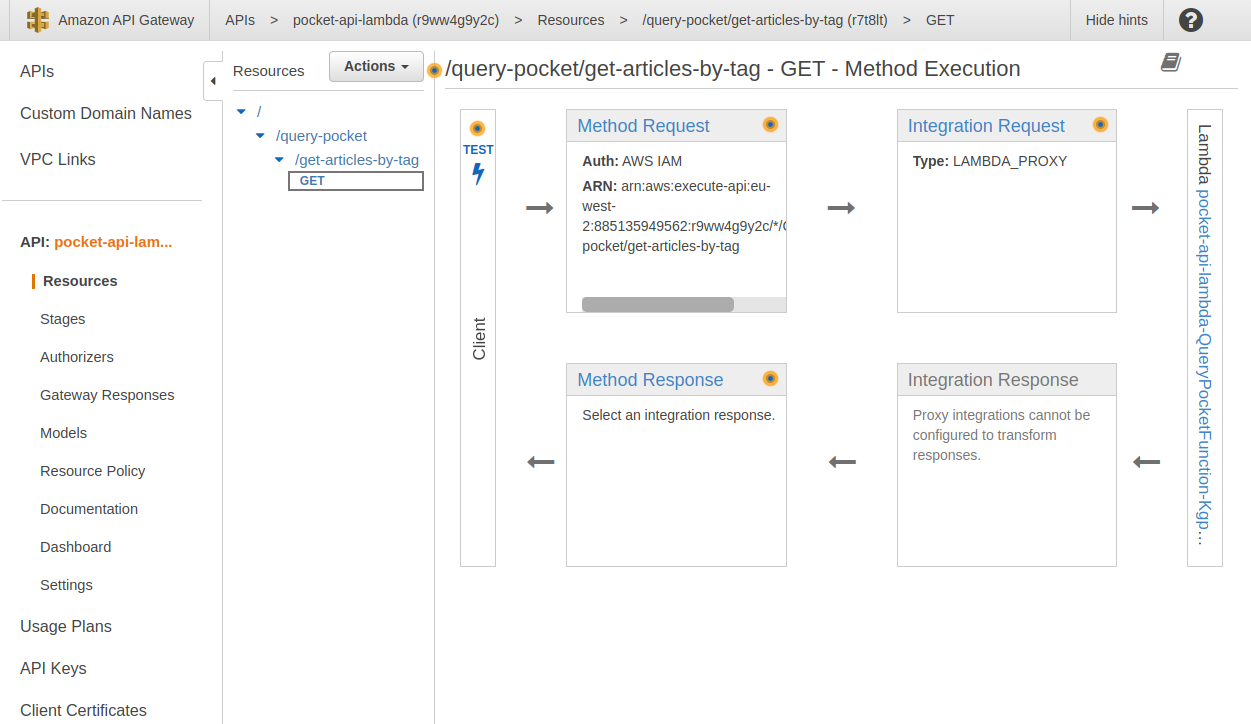 Amazon API Gateway
APIs > pocket-api-lambda (r9ww4g9y2c) > Resources > /query-pocket/get-articles-by-tag (r7t8lt) > GET
Hide hints
?
APIs
Custom Domain Names
VPC Links
API: pocket-api-lam...
Resources
Stages
Authorizers
Gateway Responses
Models
Resource Policy
Documentation
Dashboard
Settings
Usage Plans
API Keys
Client Certificates
Resources
Actions
/
/query-pocket
/get-articles-by-tag
GET
/query-pocket/get-articles-by-tag - GET - Method Execution
TEST
Client
Method Request
Auth: AWS IAM
ARN: arn:aws:execute-api:eu-
west-
2:885135949562:r9ww4g9y2c/*/
pocket/get-articles-by-tag
Integration Request
Type: LAMBDA_PROXY
Lambda pocket-api-lambda-QueryPocketFunction-Kgp...
Method Response
Select an integration response.
Integration Response
Proxy integrations cannot be
configured to transform
responses.